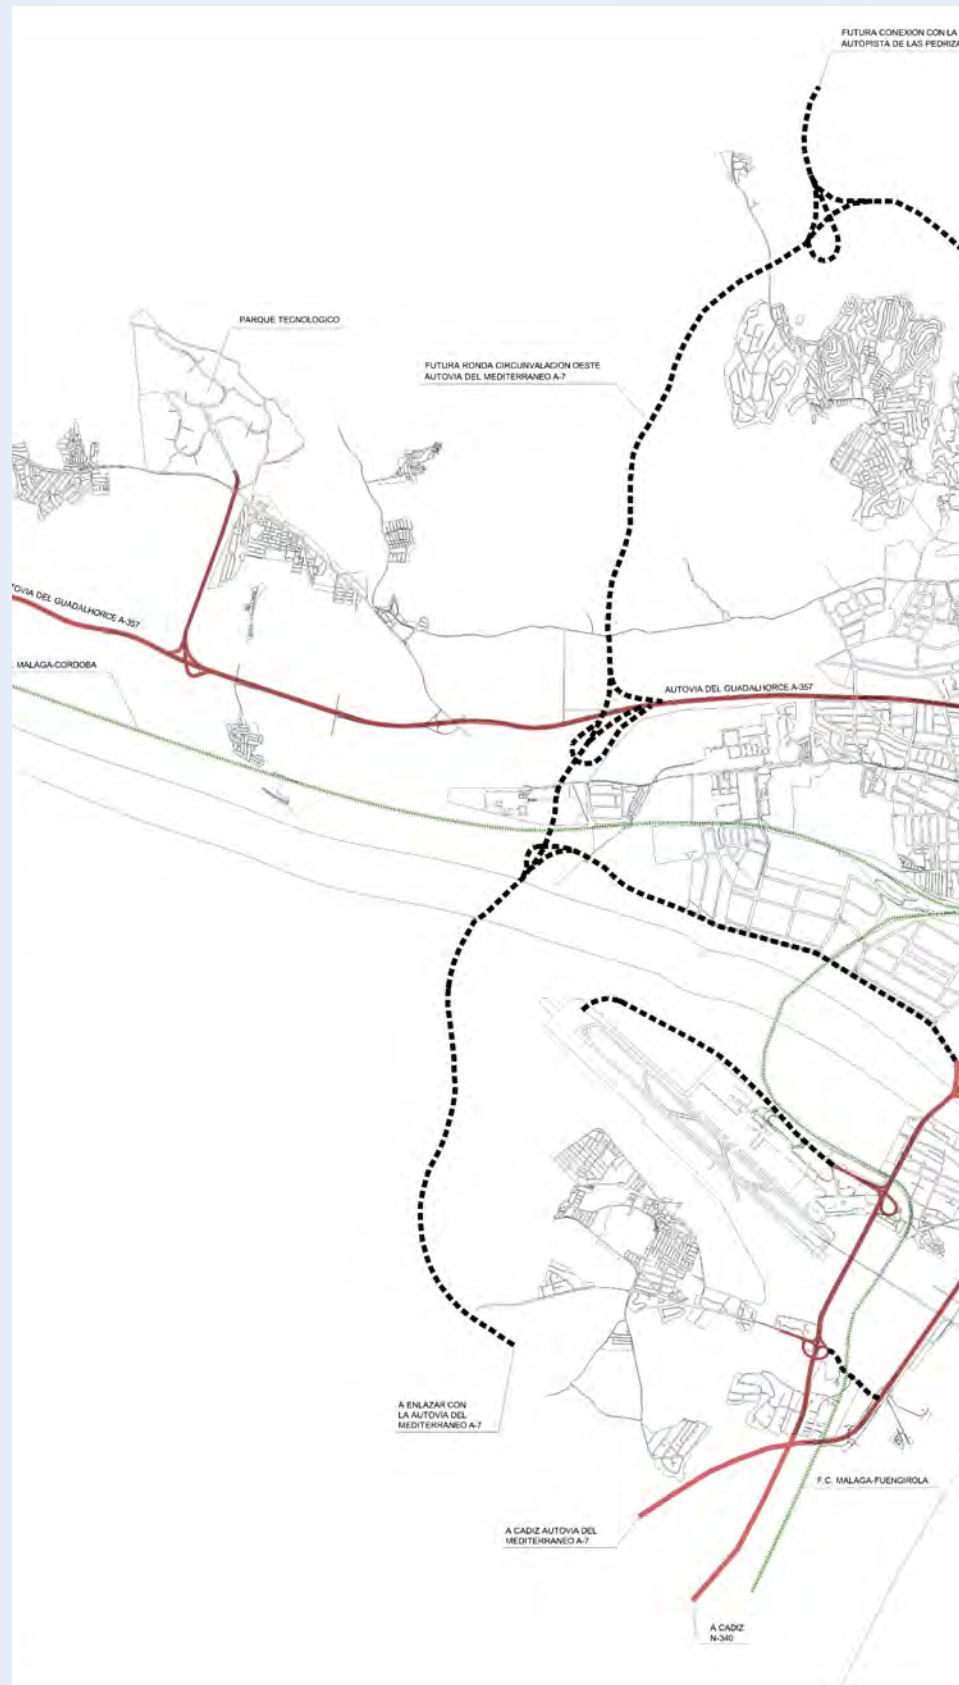 FUTURA CONEXION CON LA
AUTOPISTA DE LAS PEDRIZA
PARQUE TECNOLOGICO
FUTURA RONDA CIRCUNVALACION OESTE
AUTOVIA DEL MEDITERRANEO A-7
TOVIA DEL GUADALHORCE A-357
MALAGA-CORDOBA
AUTOVIA DEL GUADALHORCE A-357
A ENLAZAR CON
LA AUTOVIA DEL
MEDITERRANEO A-7
F.C. MALAGA-FUENGIROLA
A CADIZ AUTOVIA DEL
MEDITERRANEO A-7
A CADIZ
N-340